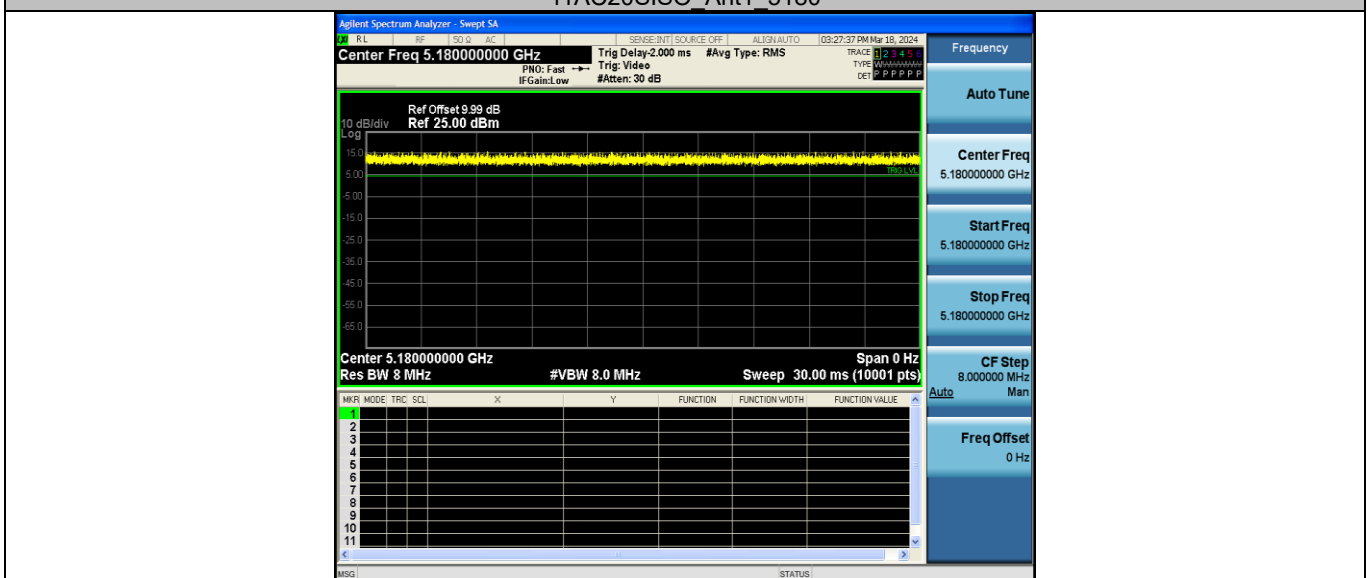 11AC20SISO_Ant1_5180
Agilent Spectrum Analyzer - Swept SA
RL RF 50 Ω AC SENSE:INT SOURCE OFF ALIGN AUTO 03:27:37 PM Mar 18, 2024
Center Freq 5.180000000 GHz
PNO: Fast
IFGain:Low
Trig Delay-2.000 ms #Avg Type: RMS
Trig: Video
#Atten: 30 dB
TRACE 1 2 3 4 5 6
TYPE
DET P P P P P P
Frequency
Auto Tune
Ref Offset 9.99 dB
10 dB/div Ref 25.00 dBm
Log
15.0
5.00
TRIG LVL
-5.00
-15.0
-25.0
-35.0
-45.0
-55.0
-65.0
Center 5.180000000 GHz Span 0 Hz
Res BW 8 MHz #VBW 8.0 MHz Sweep 30.00 ms (10001 pts)
Center Freq
5.180000000 GHz
Start Freq
5.180000000 GHz
Stop Freq
5.180000000 GHz
CF Step
8.000000 MHz
Auto Man
Freq Offset
0 Hz
MKR MODE TRC SCL X Y FUNCTION FUNCTION WIDTH FUNCTION VALUE
1
2
3
4
5
6
7
8
9
10
11
MSG STATUS